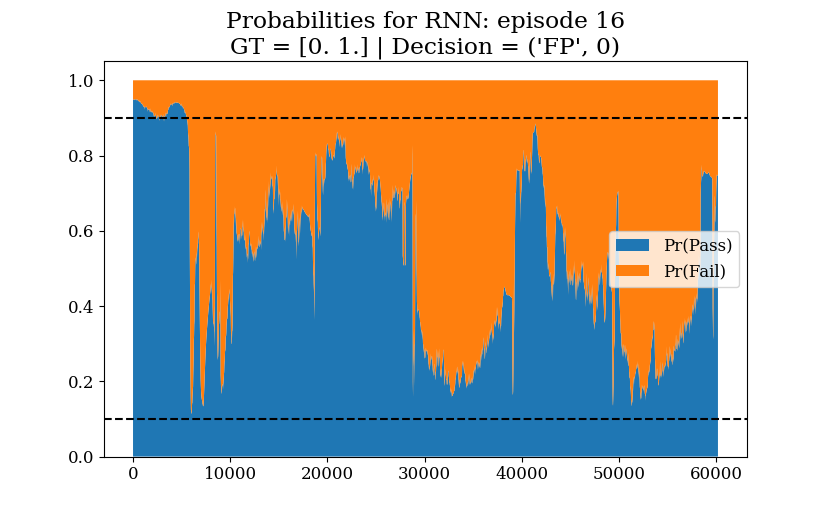 Probabilities for RNN: episode 16
GT = [0. 1.] | Decision = ('FP', 0)
1.0
0.8
0.6
0.4
0.2
0.0
Pr(Pass)
Pr(Fail)
0 10000 20000 30000 40000 50000 60000